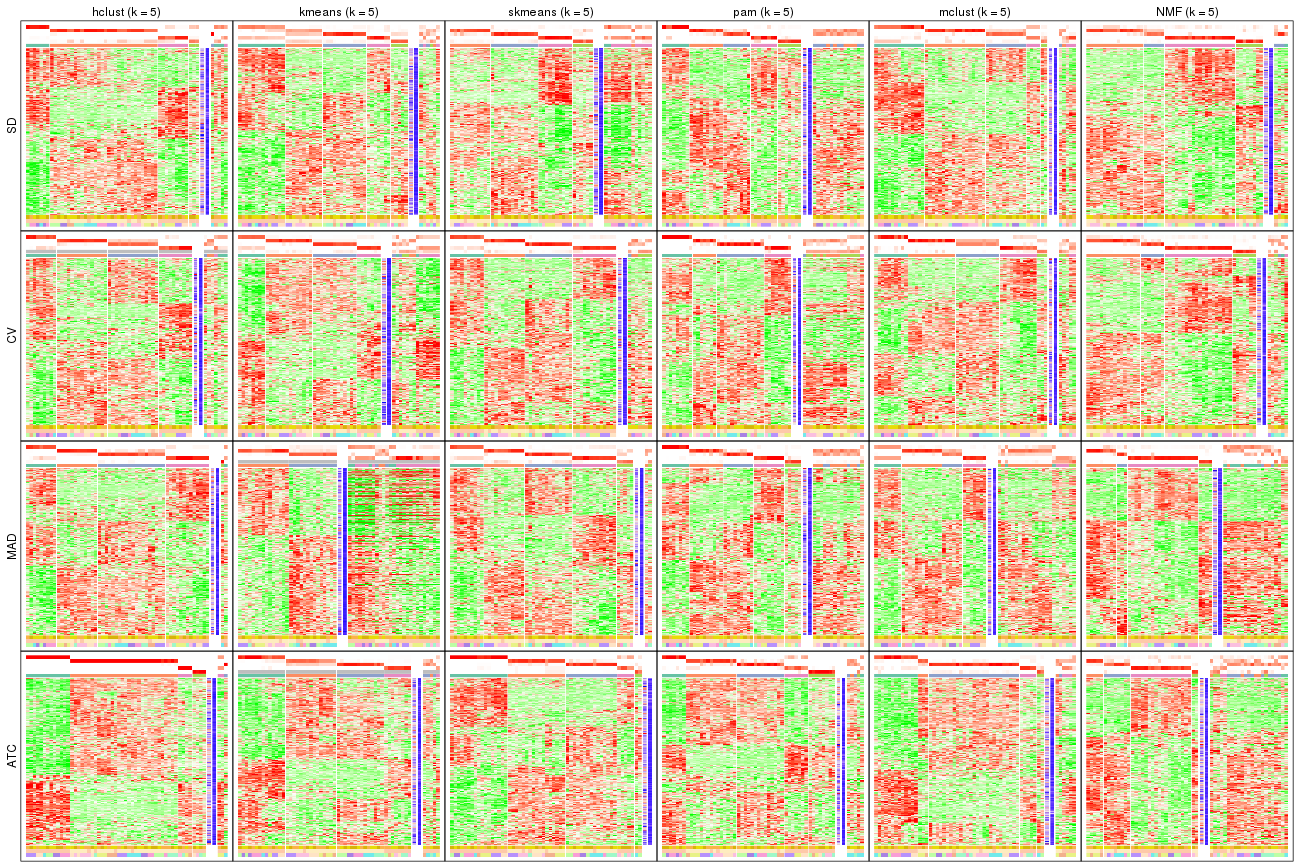 hclust (k = 5) kmeans (k = 5) skmeans (k = 5) pam (k = 5) mclust (k = 5) NMF (k = 5)
SD
CV
MAD
ATC